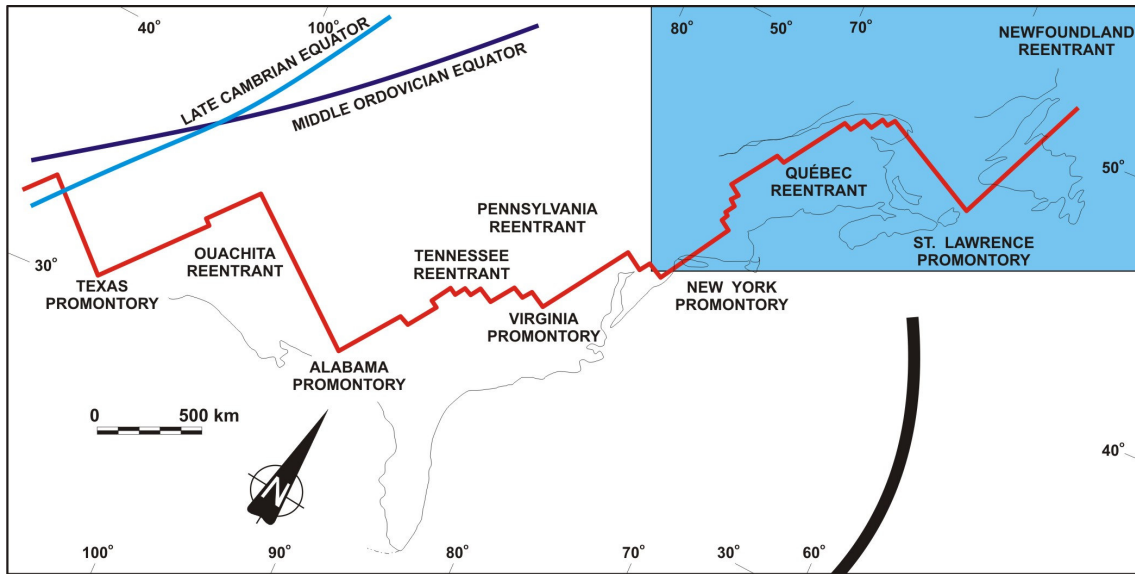 40°
100°
80°
50°
70°
NEWFOUNDLAND
REENTRANT
LATE CAMBRIAN EQUATOR
MIDDLE ORDOVICIAN EQUATOR
50°
QUÉBEC
REENTRANT
PENNSYLVANIA
REENTRANT
ST. LAWRENCE
PROMONTORY
OUACHITA
REENTRANT
TENNESSEE
REENTRANT
30°
TEXAS
PROMONTORY
NEW YORK
PROMONTORY
VIRGINIA
PROMONTORY
ALABAMA
PROMONTORY
0 500 km
N
40°
100°
90°
80°
70°
30°
60°